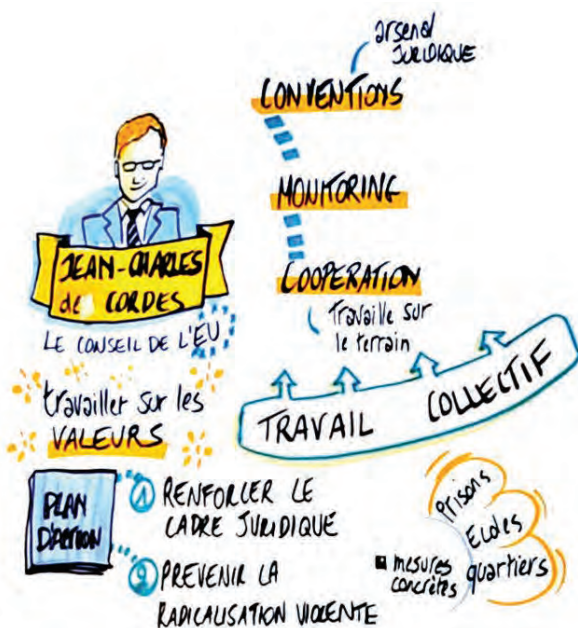 arsenal
JURIDIQUE
CONVENTIONS
MONITORING
COOPERATION
Travaille sur
le terrain
JEAN-CHARLES
de CORDES
LE CONSEIL DE L'EU
travailler sur les
VALEURS
TRAVAIL COLLECTIF
PLAN
D'ACTION
1 RENFORCER LE
CADRE JURIDIQUE
2 PREVENIR LA
RADICALISATION VIOLENTE
Prisons
Ecoles
quartiers
mesures
concrètes